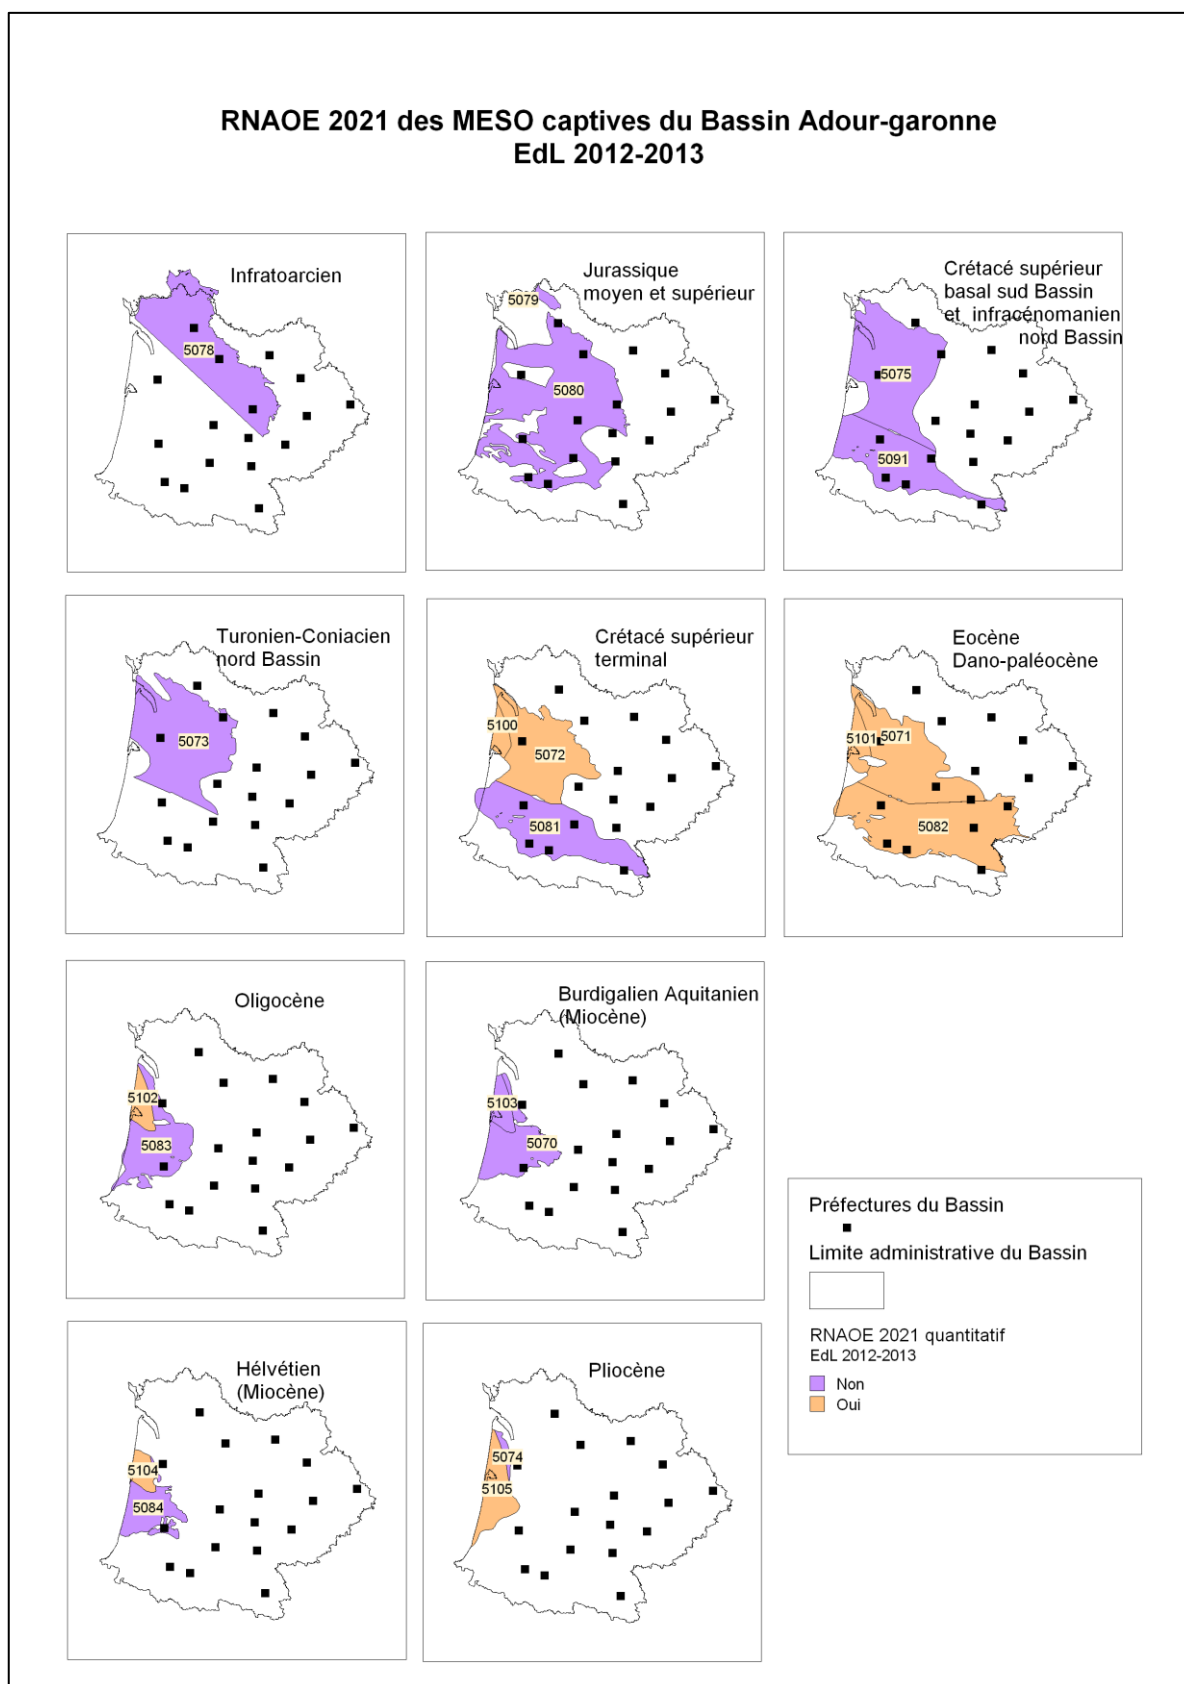 RNAOE 2021 des MESO captives du Bassin Adour-garonne
EdL 2012-2013
Infratoarcien
5078
Jurassique
moyen et supérieur
5079
5080
Crétacé supérieur
basal sud Bassin
et infracénomanien
nord Bassin
5075
5091
Turonien-Coniacien
nord Bassin
5073
Crétacé supérieur
terminal
5100
5072
5081
Eocène
Dano-paléocène
5101
5071
5082
Oligocène
5102
5083
Burdigalien Aquitanien
(Miocène)
5103
5070
Hélvétien
(Miocène)
5104
5084
Pliocène
5074
5105
Préfectures du Bassin
Limite administrative du Bassin
RNAOE 2021 quantitatif
EdL 2012-2013
Non
Oui